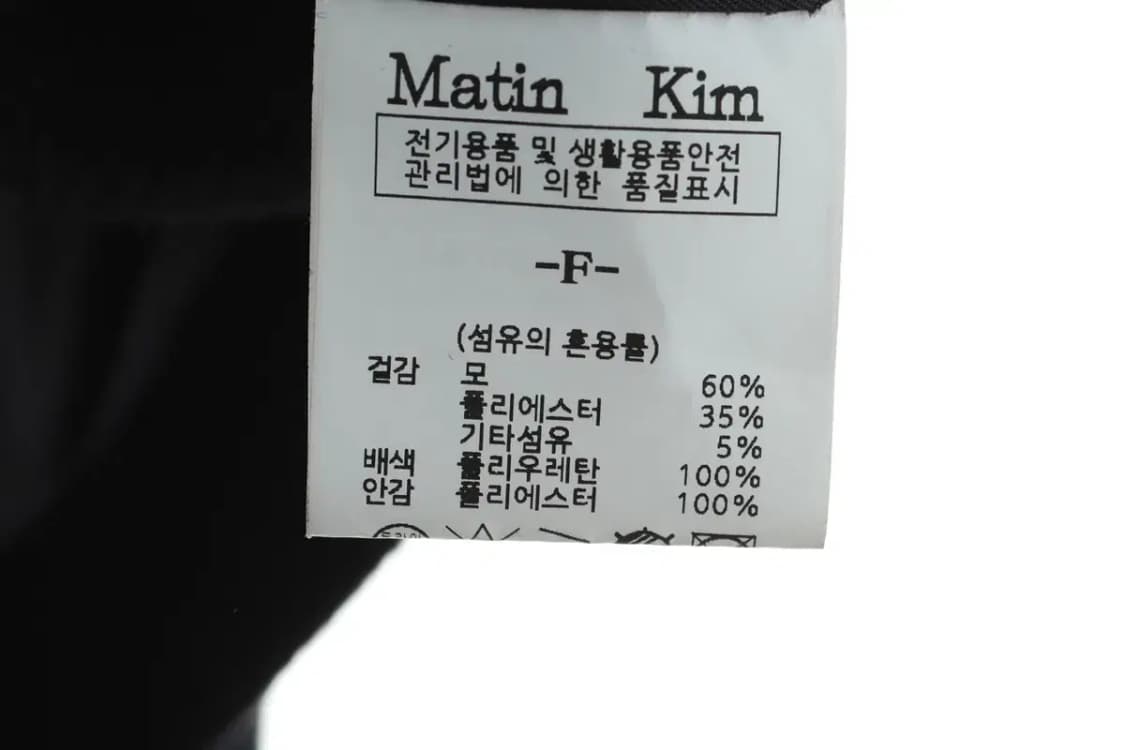 Matin Kim
전기용품 및 생활용품안전
관리법에 의한 품질표시
-F-
(섬유의 혼용률)
겉감 모 60%
폴리에스터 35%
기타섬유 5%
배색 폴리우레탄 100%
안감 폴리에스터 100%